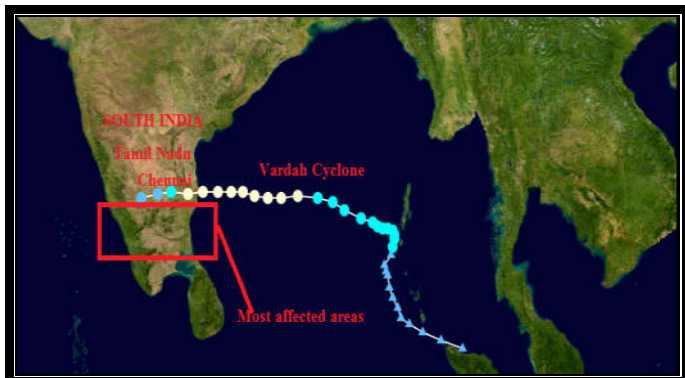 SOUTH INDIA
Tamil Nadu
Chennai
Vardah Cyclone
Most affected areas